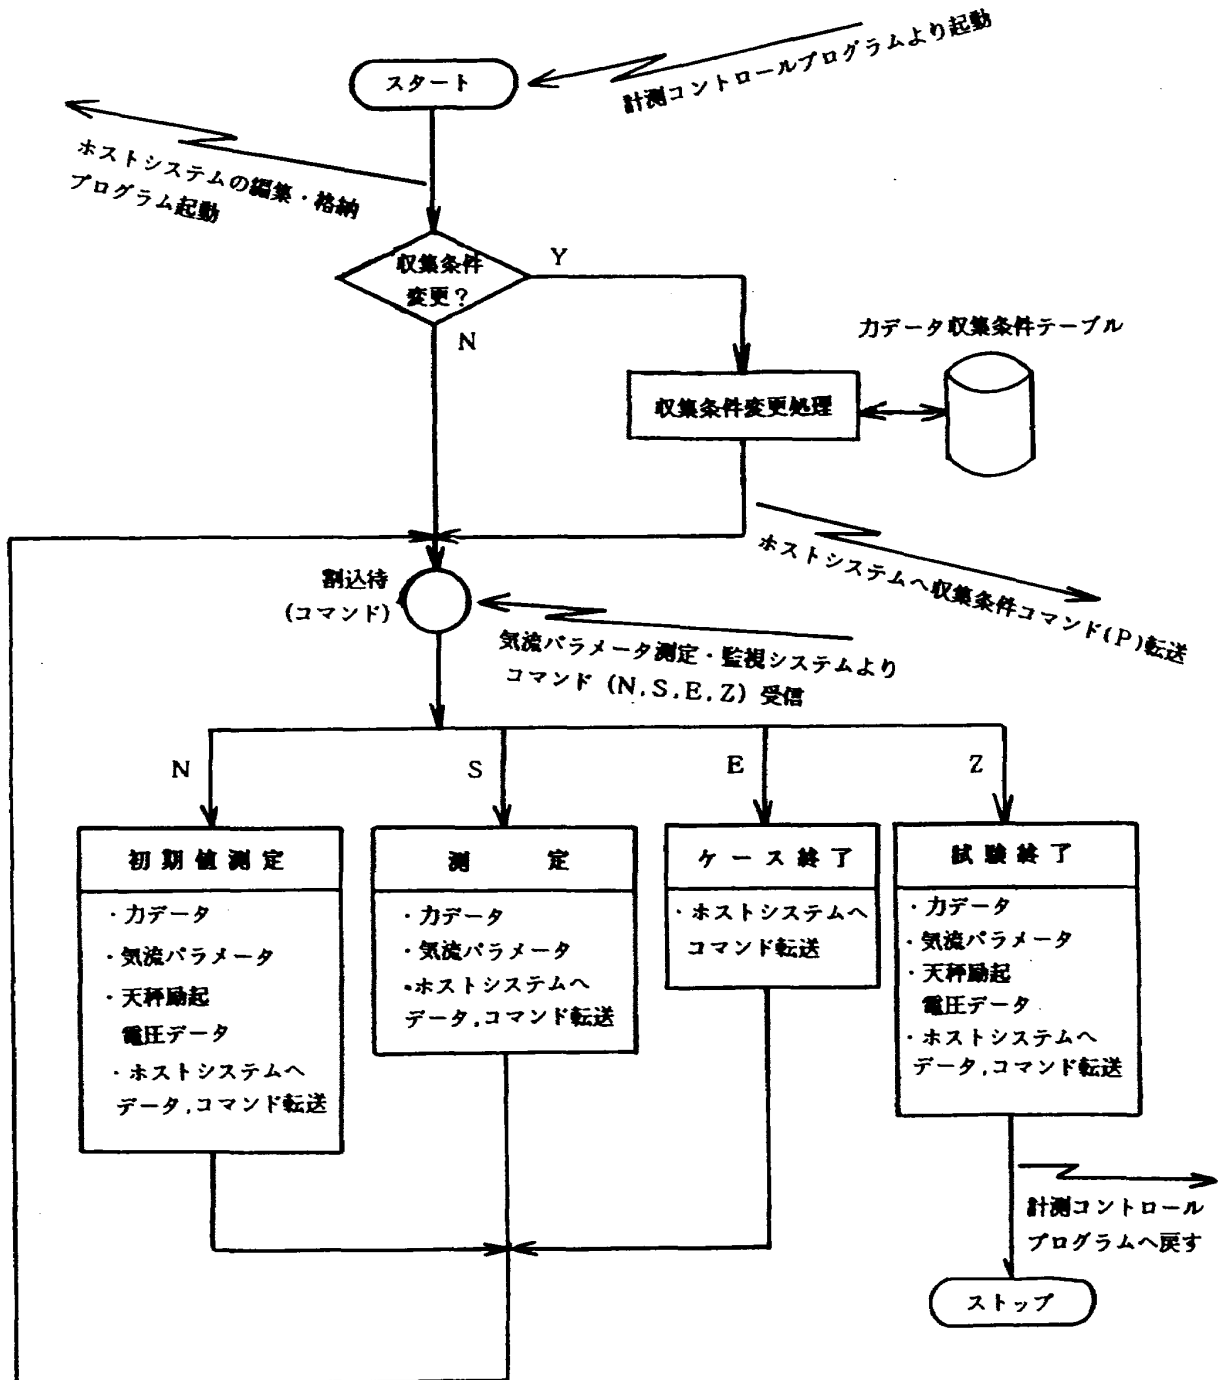 計測コントロールプログラムより起動
スタート
ホストシステムの編集・格納
プログラム起動
収集条件
変更？
Y
N
力データ収集条件テーブル
収集条件変更処理
ホストシステムへ収集条件コマンド(P)転送
割込待
(コマンド)
気流パラメータ測定・監視システムより
コマンド (N,S,E,Z) 受信
N
S
E
Z
初期値測定
・力データ
・気流パラメータ
・天秤励起
電圧データ
・ホストシステムへ
データ,コマンド転送
測 定
・力データ
・気流パラメータ
・ホストシステムへ
データ,コマンド転送
ケース終了
・ホストシステムへ
コマンド転送
試験終了
・力データ
・気流パラメータ
・天秤励起
電圧データ
・ホストシステムへ
データ,コマンド転送
計測コントロール
プログラムへ戻す
ストップ